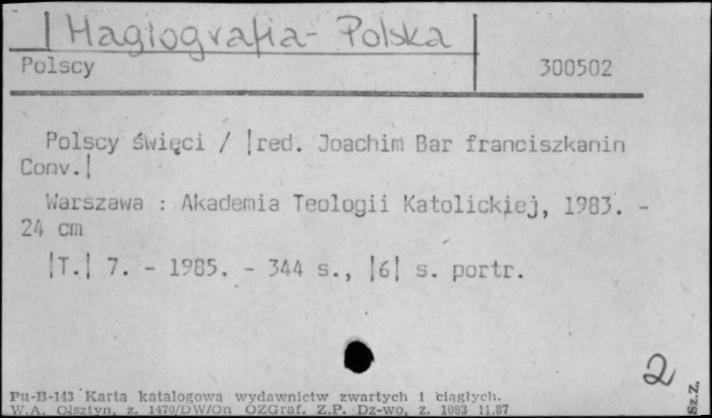 Hagiografia - Polska
Polscy 300502
Polscy święci / |red. Joachim Bar franciszkanin
Conv.|
Warszawa : Akademia Teologii Katolickiej, 1983. -
24 cm
|T.| 7. - 1985. - 344 s., |6| s. portr.
2
Sz.Z.
Pu-B-143 Karta katalogowa wydawnictw zwartych i ciągłych.
W.A. Olsztyn, z. 1470/DW/On OZGraf. Z.P. Dz-wo, z. 1083 11.87